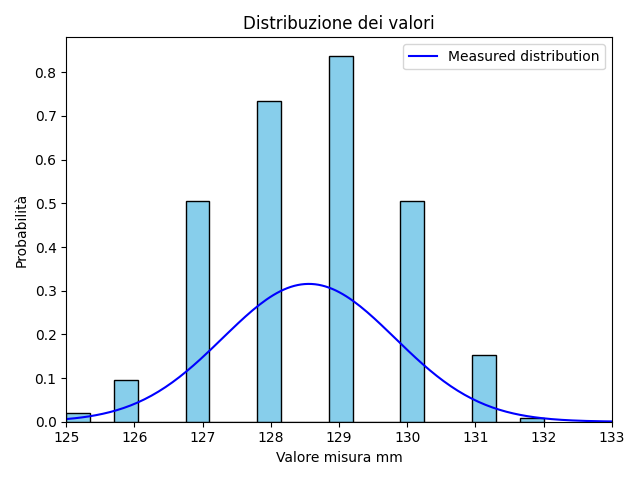 Distribuzione dei valori
Measured distribution
Probabilità
0.8
0.7
0.6
0.5
0.4
0.3
0.2
0.1
0.0
125 126 127 128 129 130 131 132 133
Valore misura mm